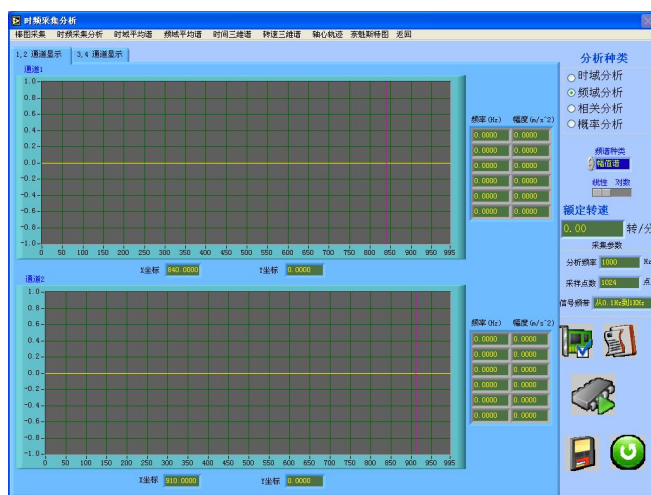 时频采集分析
棒图采集 时频采集分析 时域平均谱 频域平均谱 时间三维谱 转速三维谱 轴心轨迹 奈魁斯特图 返回
1,2 通道显示 3,4 通道显示
通道1
1.0
0.8
0.6
0.4
0.2
0.0
-0.2
-0.4
-0.6
-0.8
-1.0
0 50 100 150 200 250 300 350 400 450 500 550 600 650 700 750 800 850 900 950 995
X坐标 840.0000 Y坐标 0.0000
频率(Hz) 幅度(m/s^2)
0.0000 0.0000
0.0000 0.0000
0.0000 0.0000
0.0000 0.0000
0.0000 0.0000
0.0000 0.0000
通道2
1.0
0.8
0.6
0.4
0.2
0.0
-0.2
-0.4
-0.6
-0.8
-1.0
0 50 100 150 200 250 300 350 400 450 500 550 600 650 700 750 800 850 900 950 995
X坐标 910.0000 Y坐标 0.0000
频率(Hz) 幅度(m/s^2)
0.0000 0.0000
0.0000 0.0000
0.0000 0.0000
0.0000 0.0000
0.0000 0.0000
0.0000 0.0000
分析种类
时域分析
频域分析
相关分析
概率分析
频谱种类
幅值谱
线性 对数
额定转速
0.00 转/分
采集参数
分析频率 1000 Hz
采样点数 1024 点
信号频带 从0.1Hz到1KHz